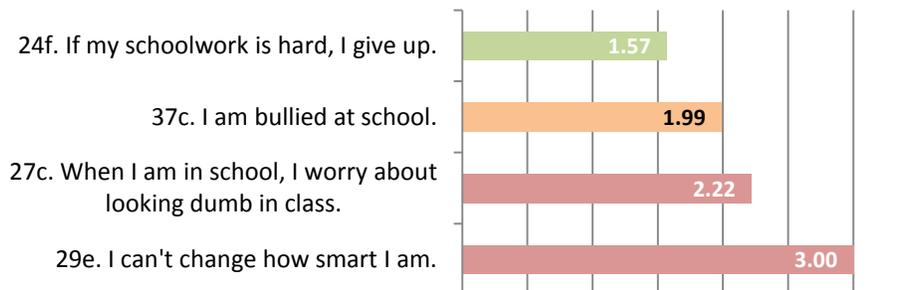 24f. If my schoolwork is hard, I give up.
1.57
37c. I am bullied at school.
1.99
27c. When I am in school, I worry about
looking dumb in class.
2.22
29e. I can't change how smart I am.
3.00